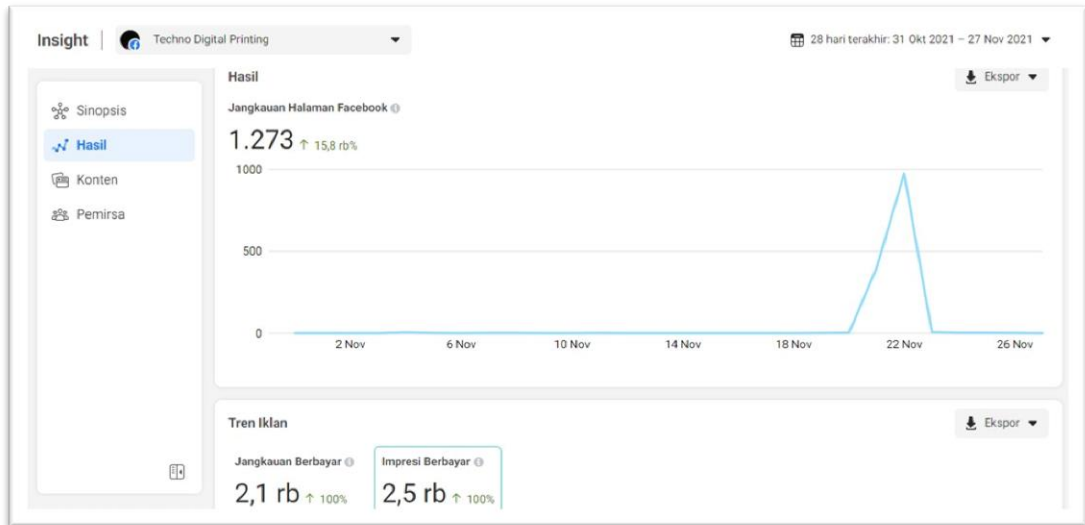 Insight
Techno Digital Printing
28 hari terakhir: 31 Okt 2021 – 27 Nov 2021
Sinopsis
Hasil
Konten
Pemirsa
Hasil
Ekspor
Jangkauan Halaman Facebook
1.273 ↑ 15,8 rb%
1000
500
0
2 Nov 6 Nov 10 Nov 14 Nov 18 Nov 22 Nov 26 Nov
Tren Iklan
Ekspor
Jangkauan Berbayar
2,1 rb ↑ 100%
Impresi Berbayar
2,5 rb ↑ 100%